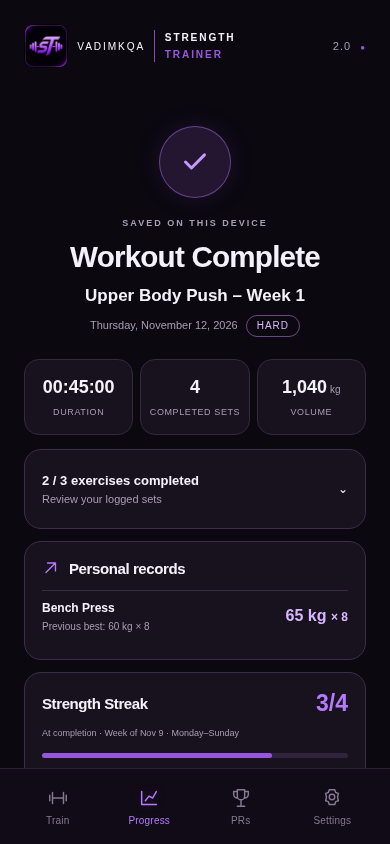 ST
VADIMKQA
STRENGTH
TRAINER
2.0
SAVED ON THIS DEVICE
Workout Complete
Upper Body Push – Week 1
Thursday, November 12, 2026 HARD
00:45:00
DURATION
4
COMPLETED SETS
1,040 kg
VOLUME
2 / 3 exercises completed
Review your logged sets
Personal records
Bench Press
Previous best: 60 kg × 8
65 kg × 8
Strength Streak
3/4
At completion · Week of Nov 9 · Monday–Sunday
Train
Progress
PRs
Settings